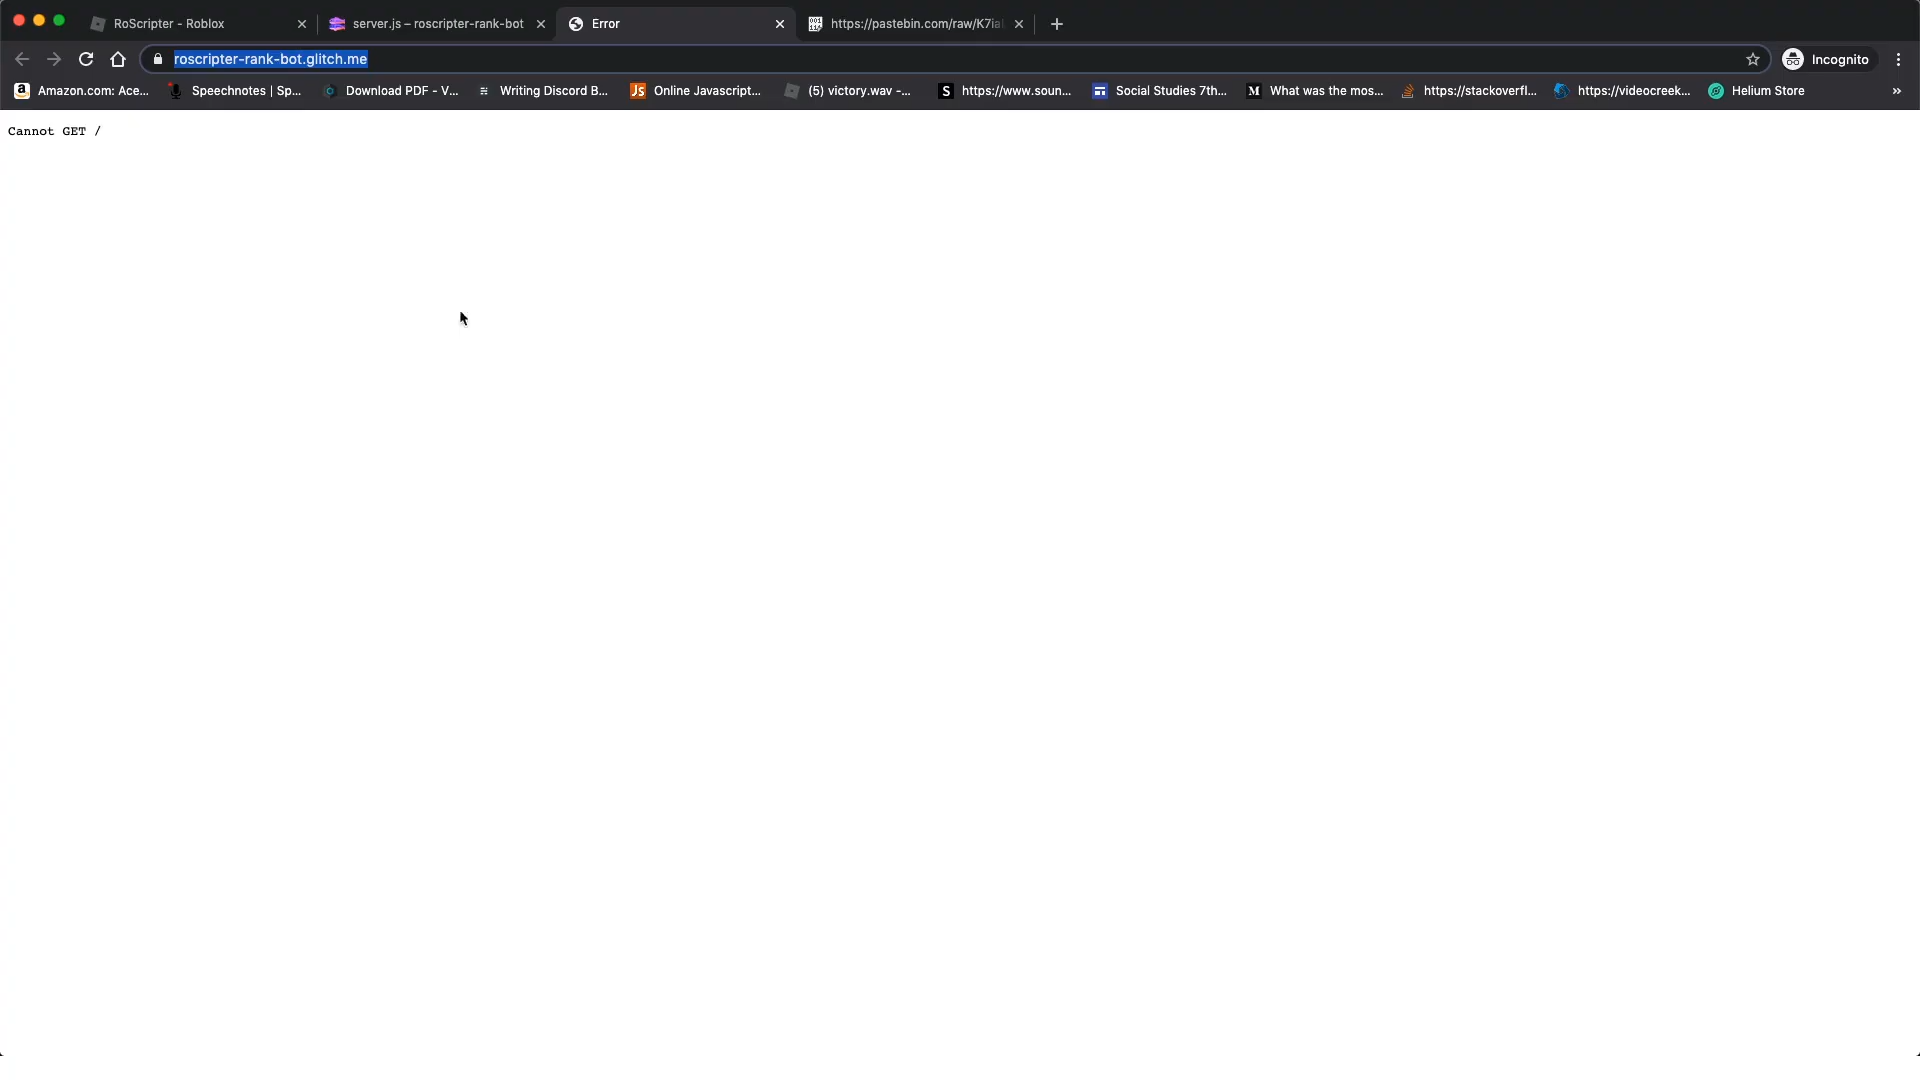 RoScripter - Roblox
server.js – roscripter-rank-bot
Error
https://pastebin.com/raw/K7ia
roscripter-rank-bot.glitch.me
Incognito
Amazon.com: Ace...
Speechnotes | Sp...
Download PDF - V...
Writing Discord B...
JS Online Javascript...
(5) victory.wav -...
S https://www.soun...
Social Studies 7th...
M What was the mos...
https://stackoverfl...
https://videocreek...
Helium Store
»
Cannot GET /